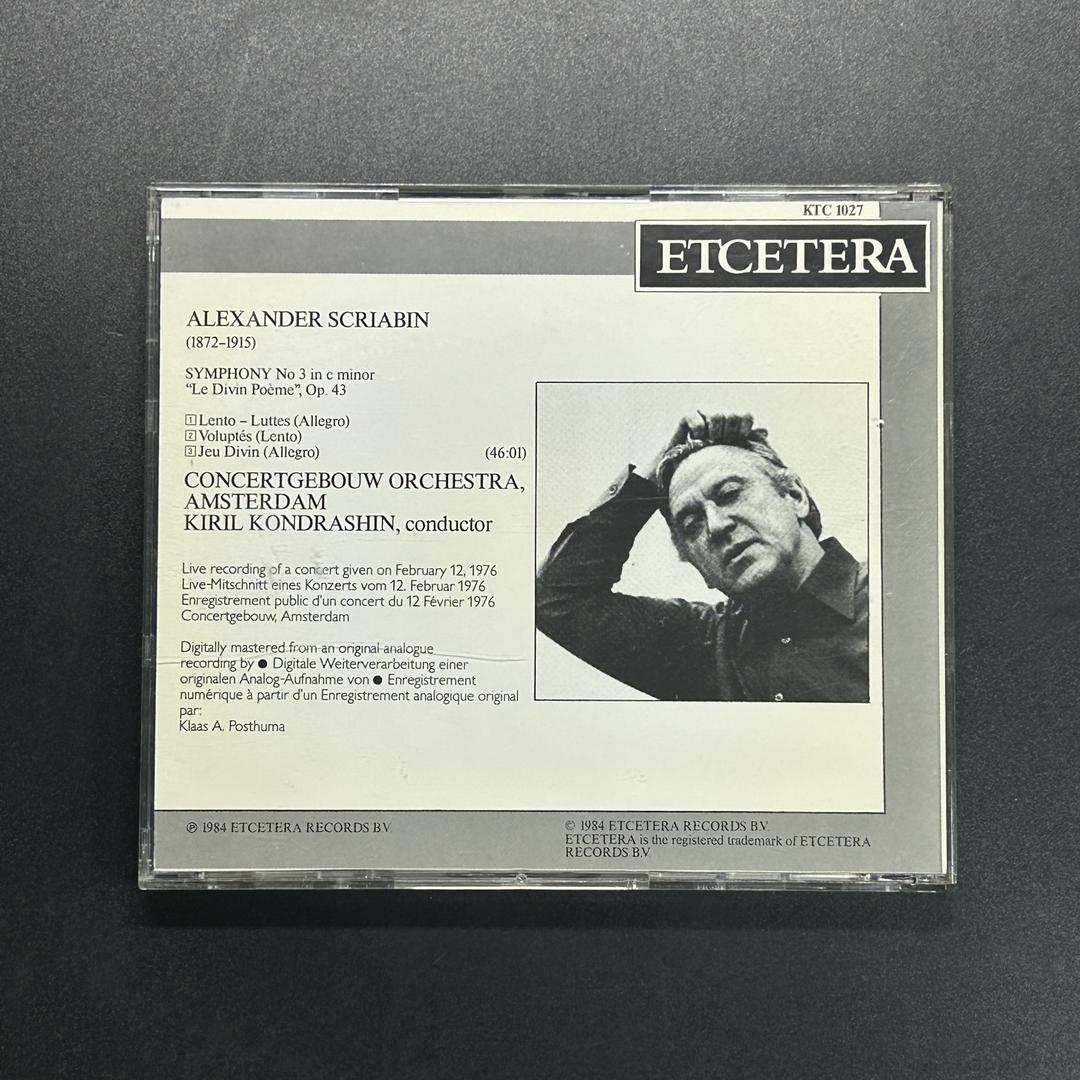 KTC 1027
ETCETERA
ALEXANDER SCRIABIN
(1872–1915)
SYMPHONY No 3 in c minor
“Le Divin Poème”, Op. 43
1 Lento – Luttes (Allegro)
2 Voluptés (Lento)
3 Jeu Divin (Allegro) (46:01)
CONCERTGEBOUW ORCHESTRA,
AMSTERDAM
KIRIL KONDRASHIN, conductor
Live recording of a concert given on February 12, 1976
Live-Mitschnitt eines Konzerts vom 12. Februar 1976
Enregistrement public d'un concert du 12 Février 1976
Concertgebouw, Amsterdam
Digitally mastered from an original analogue
recording by ● Digitale Weiterverarbeitung einer
originalen Analog-Aufnahme von ● Enregistrement
numérique à partir d'un Enregistrement analogique original
par:
Klaas A. Posthuma
℗ 1984 ETCETERA RECORDS B.V.
© 1984 ETCETERA RECORDS B.V.
ETCETERA is the registered trademark of ETCETERA
RECORDS B.V.